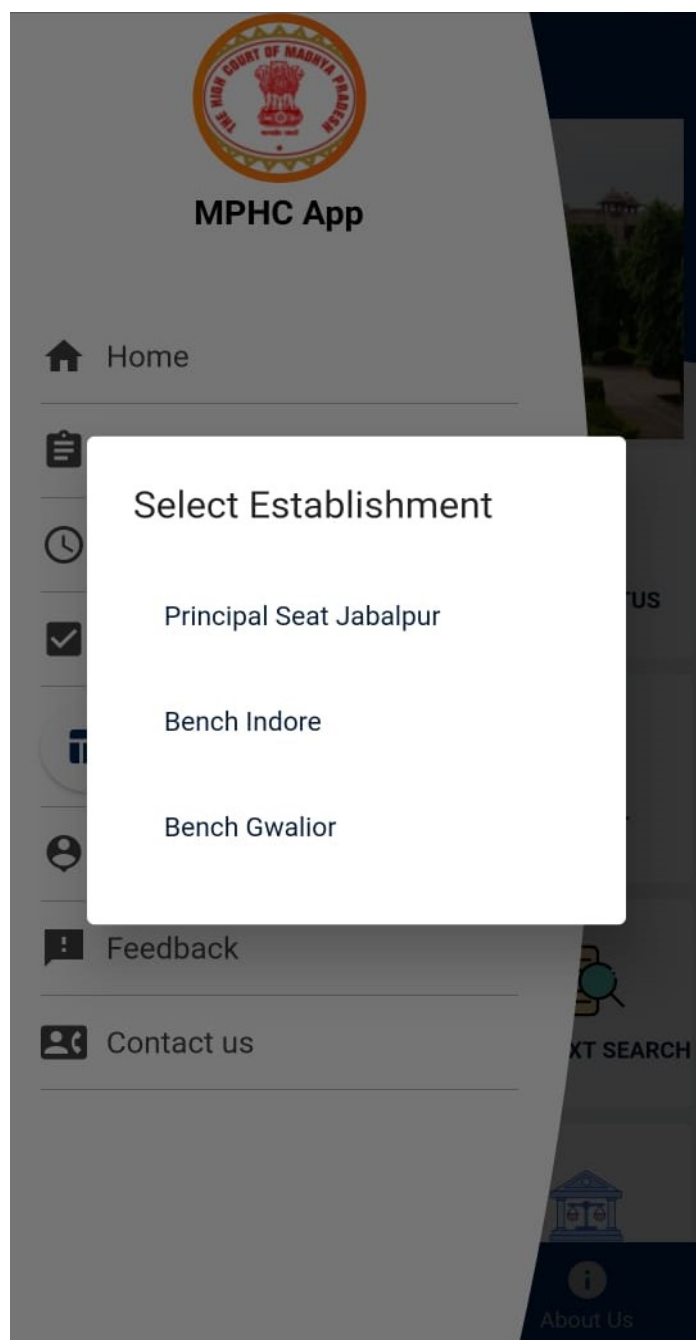 THE HIGH COURT OF MADHYA PRADESH
MPHC App
Home
Select Establishment
Principal Seat Jabalpur
TUS
Bench Indore
Bench Gwalior
Feedback
Contact us
XT SEARCH
About Us